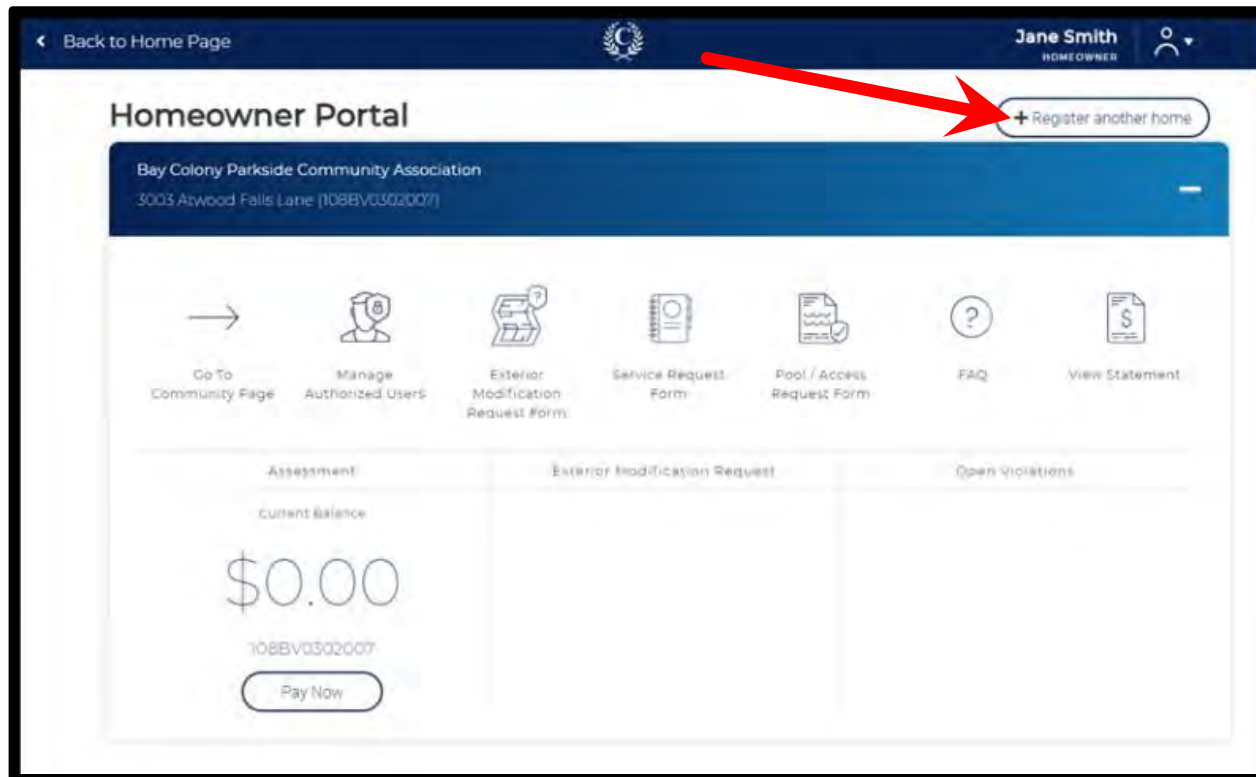 Back to Home Page
C
Jane Smith
HOMEOWNER
Homeowner Portal
+ Register another home
Bay Colony Parkside Community Association
3003 Atwood Falls Lane (108BV0302007)
Go To
Community Page
Manage
Authorized Users
?
Exterior
Modification
Request Form
Service Request
Form
Pool / Access
Request Form
?
FAQ
$
View Statement
Assessment
Exterior Modification Request
Open Violations
Current Balance
$0.00
108BV0302007
Pay Now